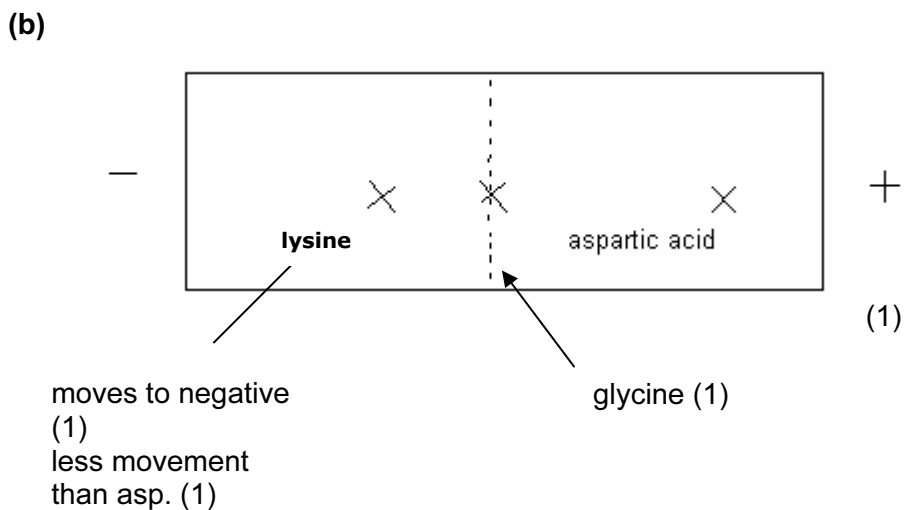 (b)
−
+
lysine
aspartic acid
(1)
moves to negative
(1)
less movement
than asp. (1)
glycine (1)